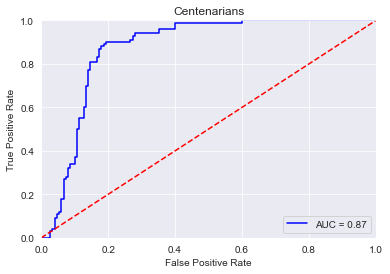 Centenarians
True Positive Rate
1.0
0.8
0.6
0.4
0.2
0.0
AUC = 0.87
0.0 0.2 0.4 0.6 0.8 1.0
False Positive Rate